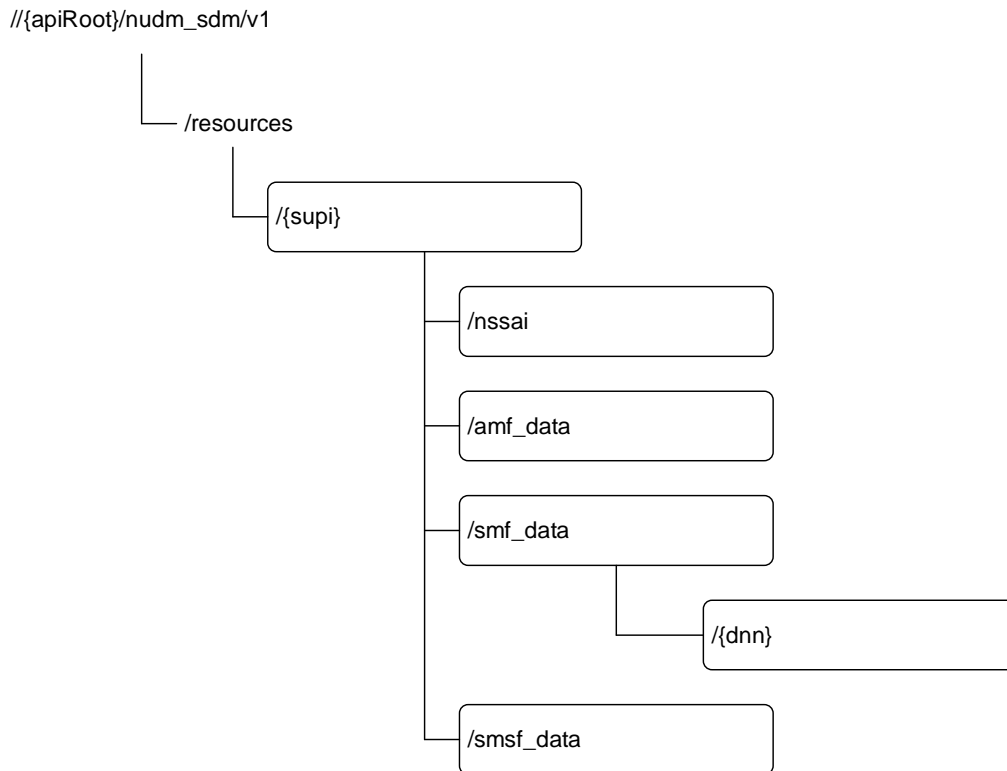 //{apiRoot}/nudm_sdm/v1
/resources
/{supi}
/nssai
/amf_data
/smf_data
/{dnn}
/smsf_data